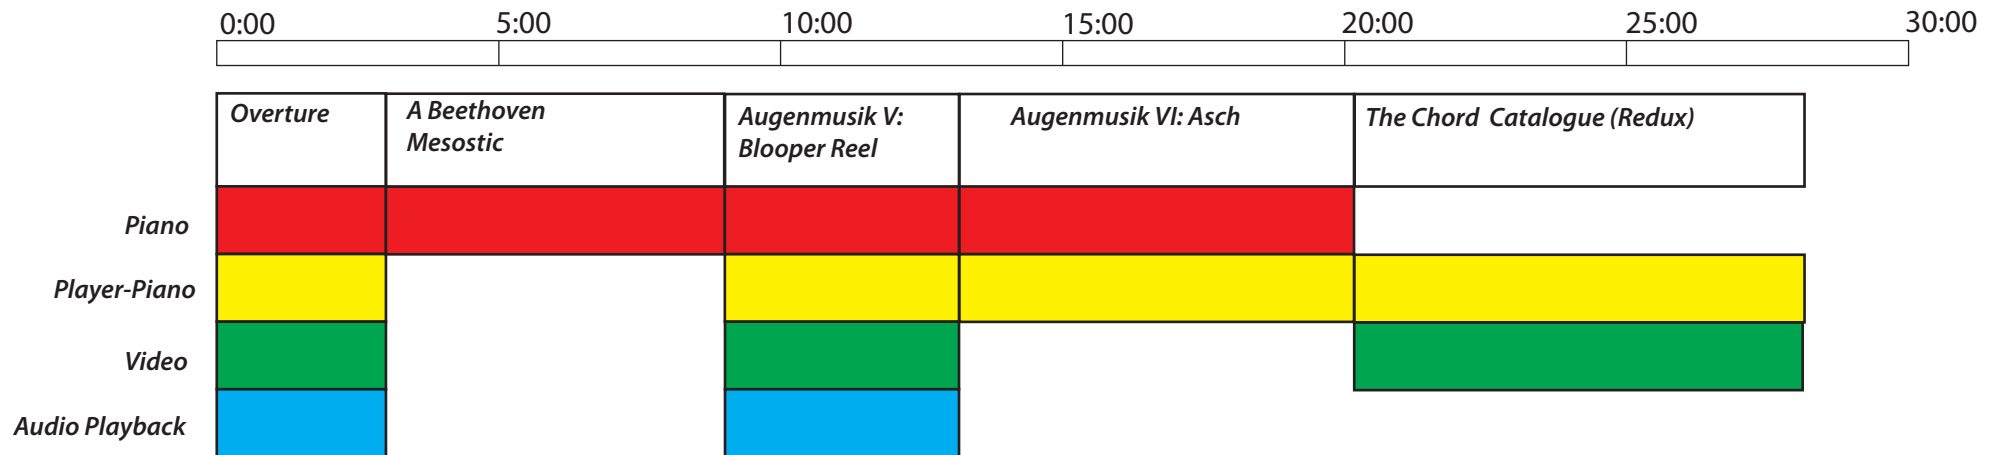 0:00 5:00 10:00 15:00 20:00 25:00 30:00
Overture
A Beethoven
Mesostic
Augenmusik V:
Blooper Reel
Augenmusik VI: Asch
The Chord Catalogue (Redux)
Piano
Player-Piano
Video
Audio Playback